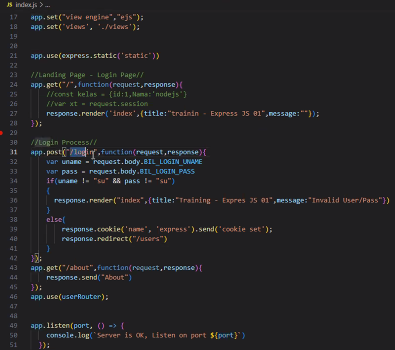 JS index.js > ...
17 app.set("view engine","ejs");
18 app.set('views', './views');
19
20
21 app.use(express.static('static'))
22
23 //Landing Page - Login Page//
24 app.get("/",function(request,response){
25 //const kelas = {id:1,Nama:'nodejs'}
26 //var xt = request.session
27 response.render('index',{title:"trainin - Express JS 01",message:""});
28 });
29
30 //Login Process//
31 app.post("/login",function(request,response){
32 var uname = request.body.BIL_LOGIN_UNAME
33 var pass = request.body.BIL_LOGIN_PASS
34 if(uname != "su" && pass != "su")
35 {
36 response.render("index",{title:"Training - Expres JS 01",message:"Invalid User/Pass"})
37 }
38 else{
39 response.cookie('name', 'express').send('cookie set');
40 response.redirect("/users")
41 }
42 });
43 app.get("/about",function(request,response){
44 response.send("About")
45 });
46 app.use(userRouter);
47
48
49 app.listen(port, () => {
50 console.log(`Server is OK, Listen on port ${port}`)
51 });